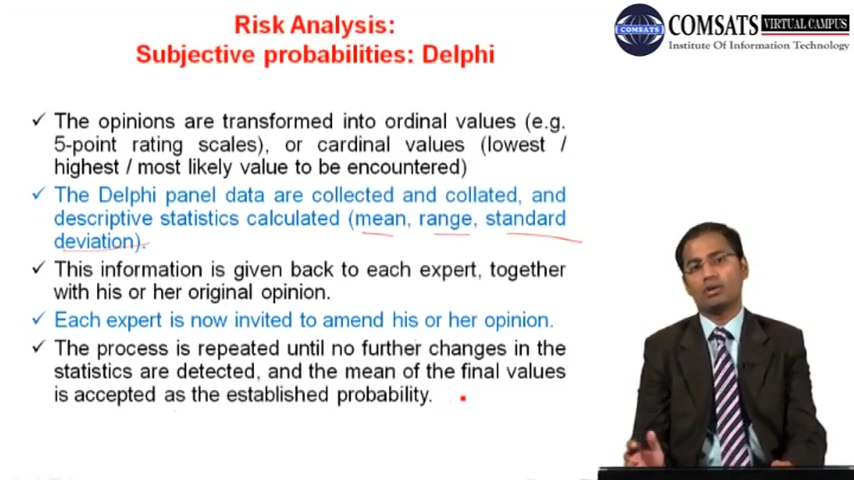 Risk Analysis:
Subjective probabilities: Delphi
COMSATS VIRTUAL CAMPUS
Institute Of Information Technology
✓ The opinions are transformed into ordinal values (e.g.
5-point rating scales), or cardinal values (lowest /
highest / most likely value to be encountered)
✓ The Delphi panel data are collected and collated, and
descriptive statistics calculated (mean, range, standard
deviation).
✓ This information is given back to each expert, together
with his or her original opinion.
✓ Each expert is now invited to amend his or her opinion.
✓ The process is repeated until no further changes in the
statistics are detected, and the mean of the final values
is accepted as the established probability.